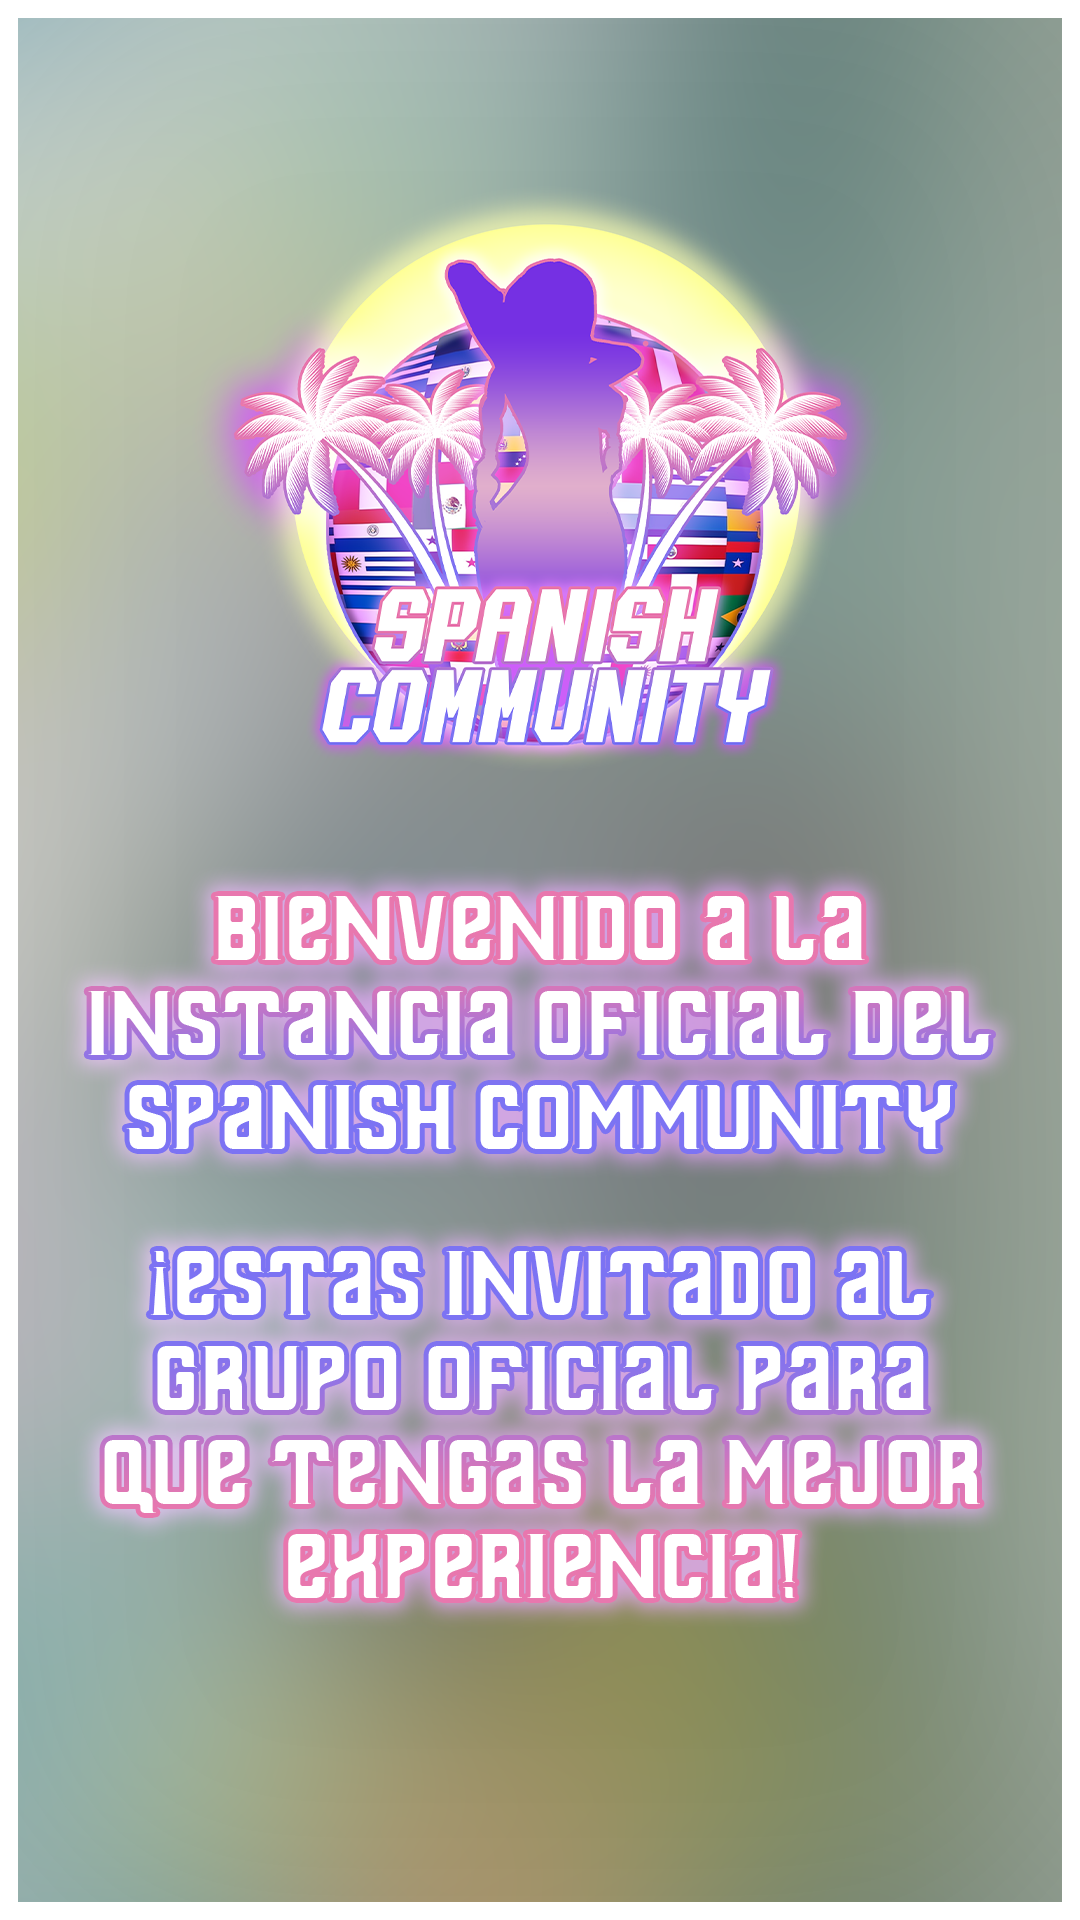 SPANISH
COMMUNITY
BIENVENIDO A LA
INSTANCIA OFICIAL DEL
SPANISH COMMUNITY
¡ESTAS INVITADO AL
GRUPO OFICIAL PARA
QUE TENGAS LA MEJOR
EXPERIENCIA!